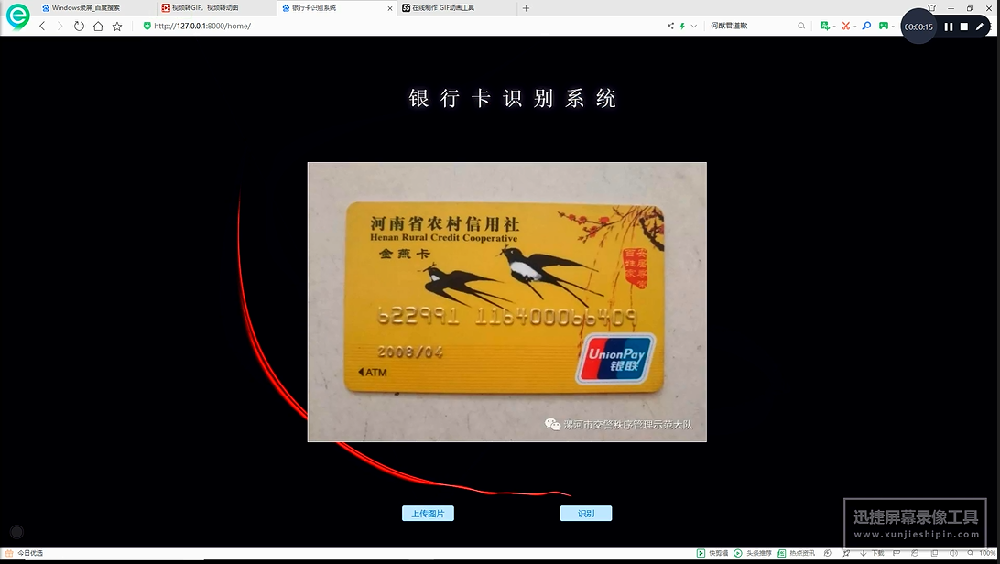 Windows录屏_百度搜索
视频转GIF，视频转动图
银行卡识别系统
在线制作 GIF动画工具
http://127.0.0.1:8000/home/
何猷君道歉
00:00:15
银行卡识别系统
河南省农村信用社
Henan Rural Credit Cooperative
金燕卡
622991 116400066409
2008/04
UnionPay
银联
ATM
漯河市交警秩序管理示范大队
上传图片
识别
迅捷屏幕录像工具
www.xunjieshipin.com
今日优选
快剪辑
头条推荐
热点资讯
下载
100%